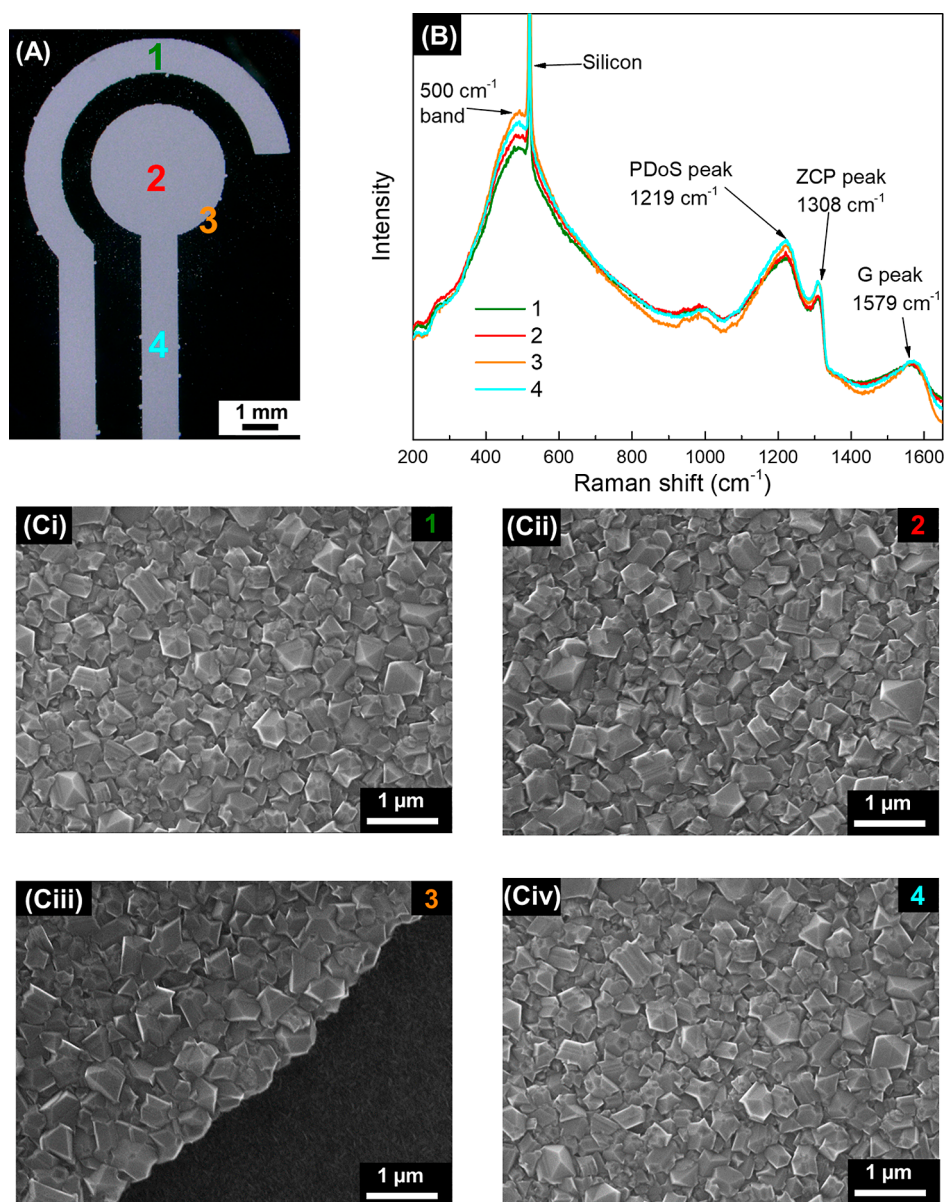 (A)
1
2
3
4
1 mm
(B)
Intensity
500 cm-1
band
Silicon
PDoS peak
1219 cm-1
ZCP peak
1308 cm-1
G peak
1579 cm-1
1
2
3
4
200 400 600 800 1000 1200 1400 1600
Raman shift (cm-1)
(Ci) 1
1 µm
(Cii) 2
1 µm
(Ciii) 3
1 µm
(Civ) 4
1 µm